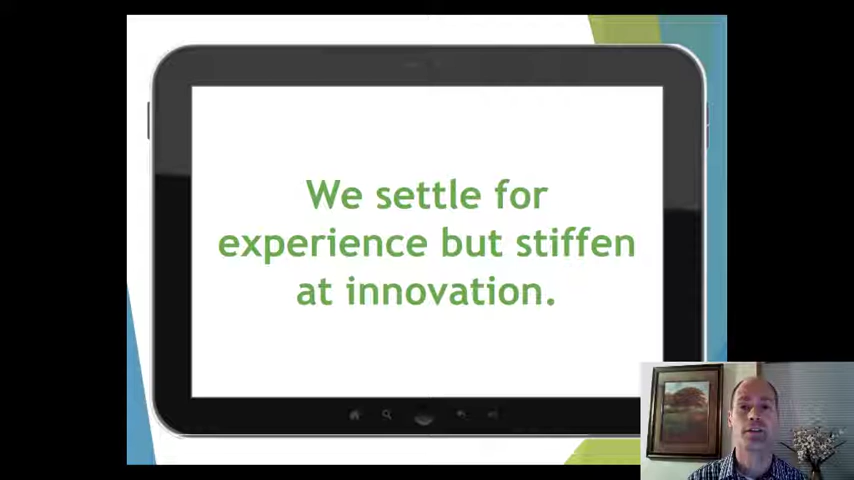 We settle for
experience but stiffen
at innovation.